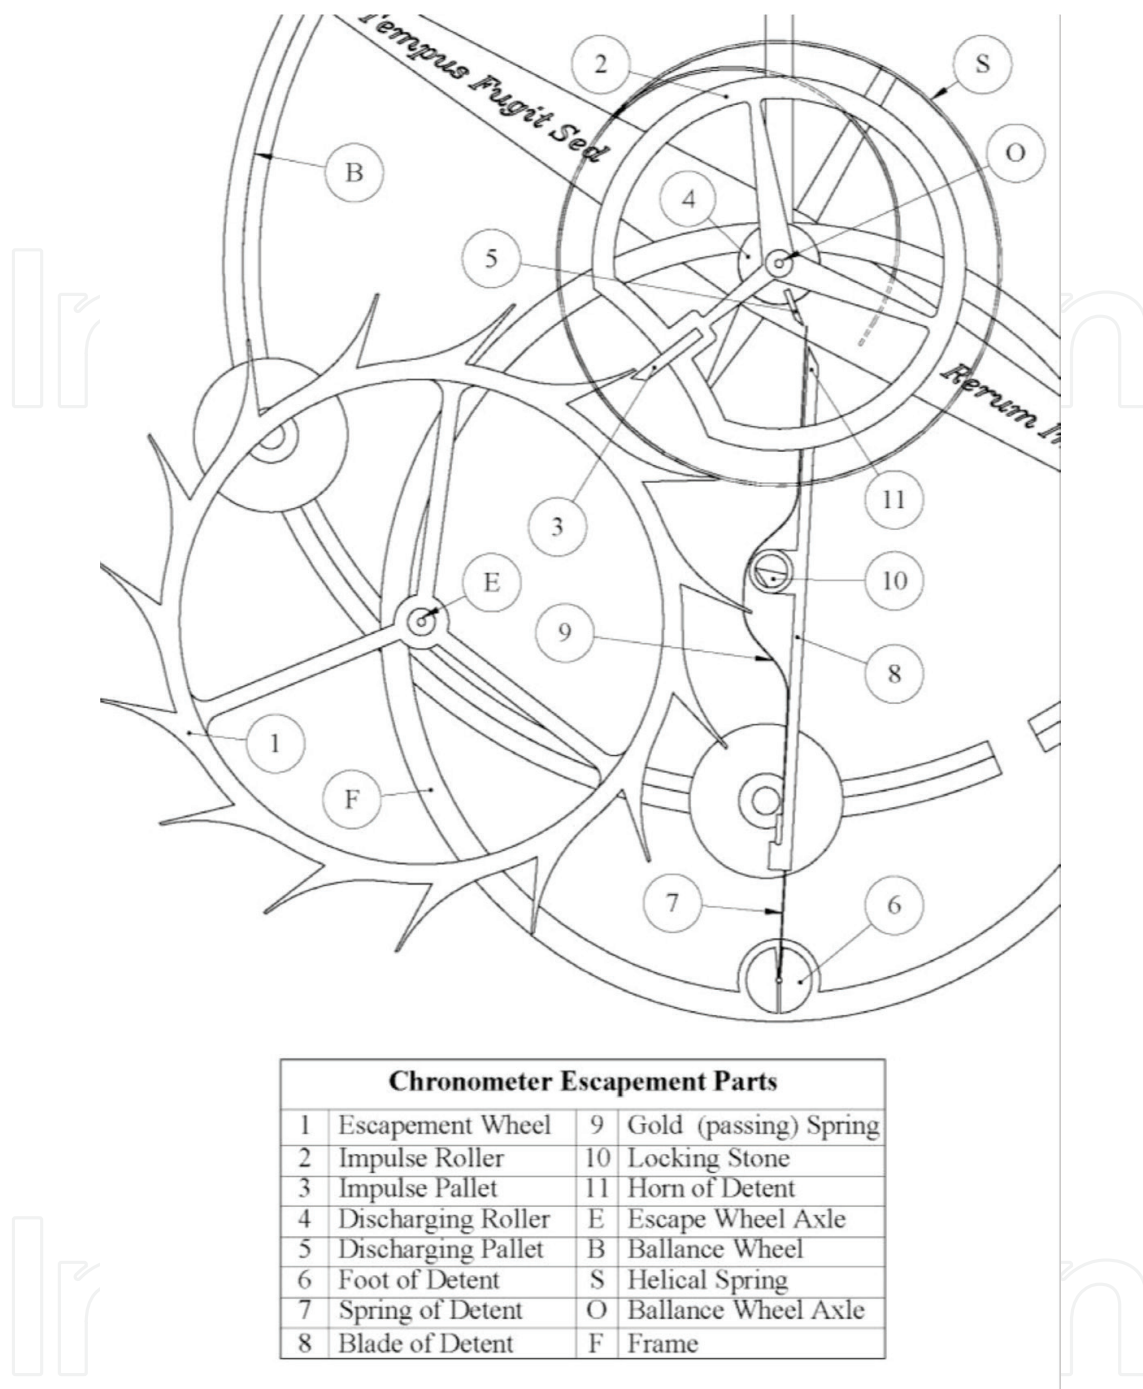 Tempus Fugit Sed
2
S
B
O
4
5
Rerum
3
11
10
E
9
8
1
F
7
6
Chronometer Escapement Parts
1 Escapement Wheel 9 Gold (passing) Spring
2 Impulse Roller 10 Locking Stone
3 Impulse Pallet 11 Horn of Detent
4 Discharging Roller E Escape Wheel Axle
5 Discharging Pallet B Ballance Wheel
6 Foot of Detent S Helical Spring
7 Spring of Detent O Ballance Wheel Axle
8 Blade of Detent F Frame